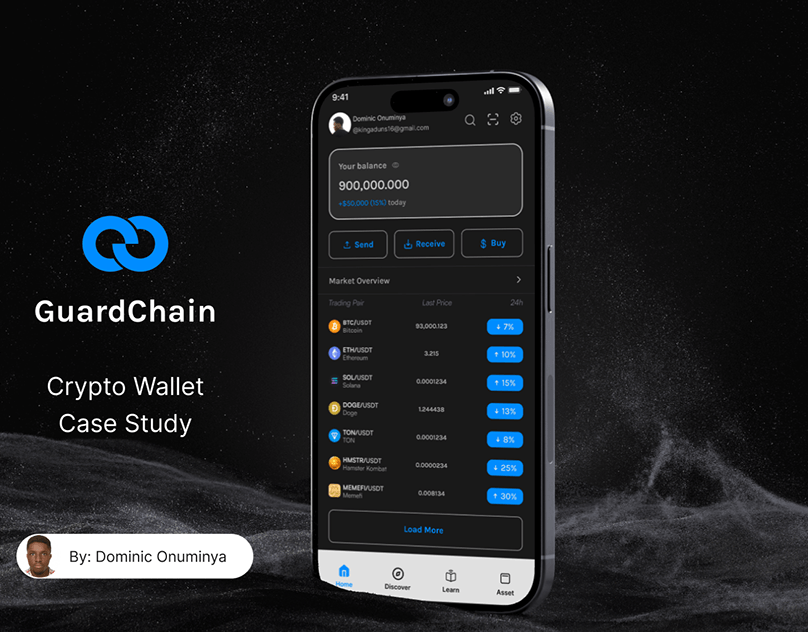 GuardChain
Crypto Wallet
Case Study
By: Dominic Onuminya
9:41
Dominic Onuminya
@kingaduns16@gmail.com
Your balance
900,000.000
+$50,000 (15%) today
Send
Receive
$ Buy
Market Overview >
Trading Pair Last Price 24h
BTC/USDT 93,000.123 ↓ 7%
Bitcoin
ETH/USDT 3.215 ↑ 10%
Ethereum
SOL/USDT 0.0001234 ↑ 15%
Solana
DOGE/USDT 1.244438 ↓ 13%
Doge
TON/USDT 0.0001234 ↓ 8%
TON
HMSTR/USDT 0.0000234 ↓ 25%
Hamster Kombat
MEMEFI/USDT 0.008134 ↑ 30%
Memefi
Load More
Home
Discover
Learn
Asset